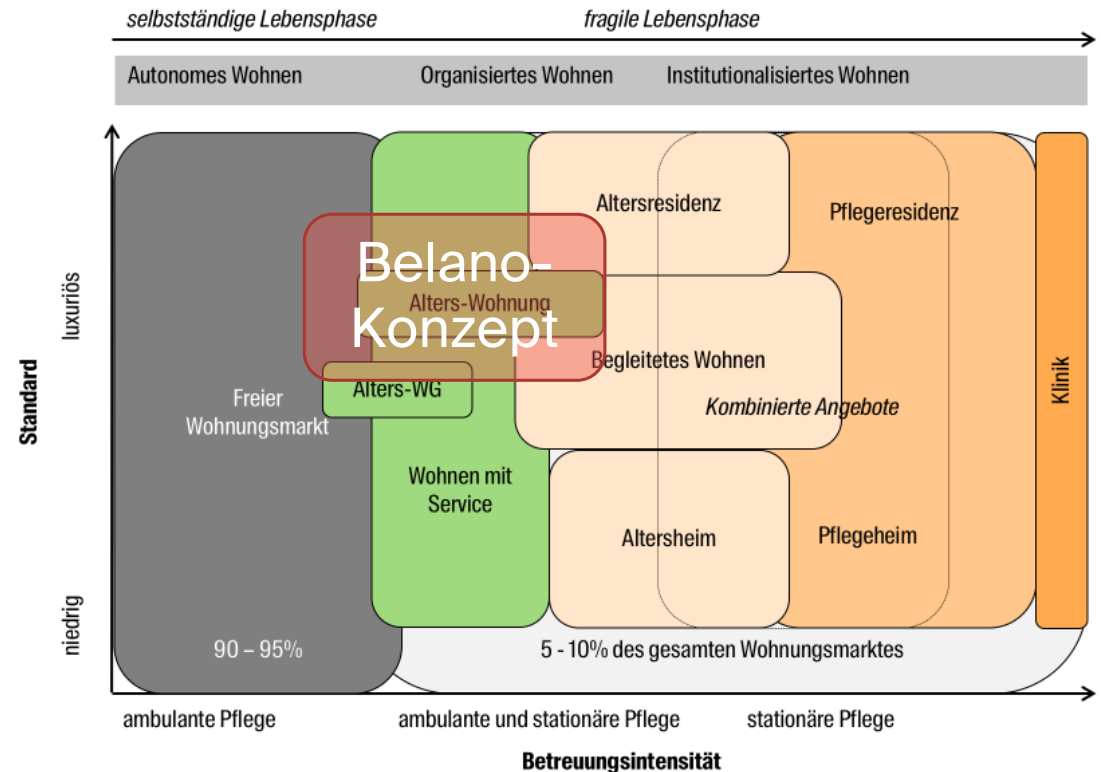 selbstständige Lebensphase
fragile Lebensphase
Autonomes Wohnen
Organisiertes Wohnen
Institutionalisiertes Wohnen
Altersresidenz
Pflegeresidenz
Belano-
Alters-Wohnung
Konzept
Begleitetes Wohnen
Alters-WG
Kombinierte Angebote
Freier
Wohnungsmarkt
Wohnen mit
Service
Altersheim
Pflegeheim
Klinik
90 – 95%
5 - 10% des gesamten Wohnungsmarktes
luxuriös
Standard
niedrig
ambulante Pflege
ambulante und stationäre Pflege
stationäre Pflege
Betreuungsintensität